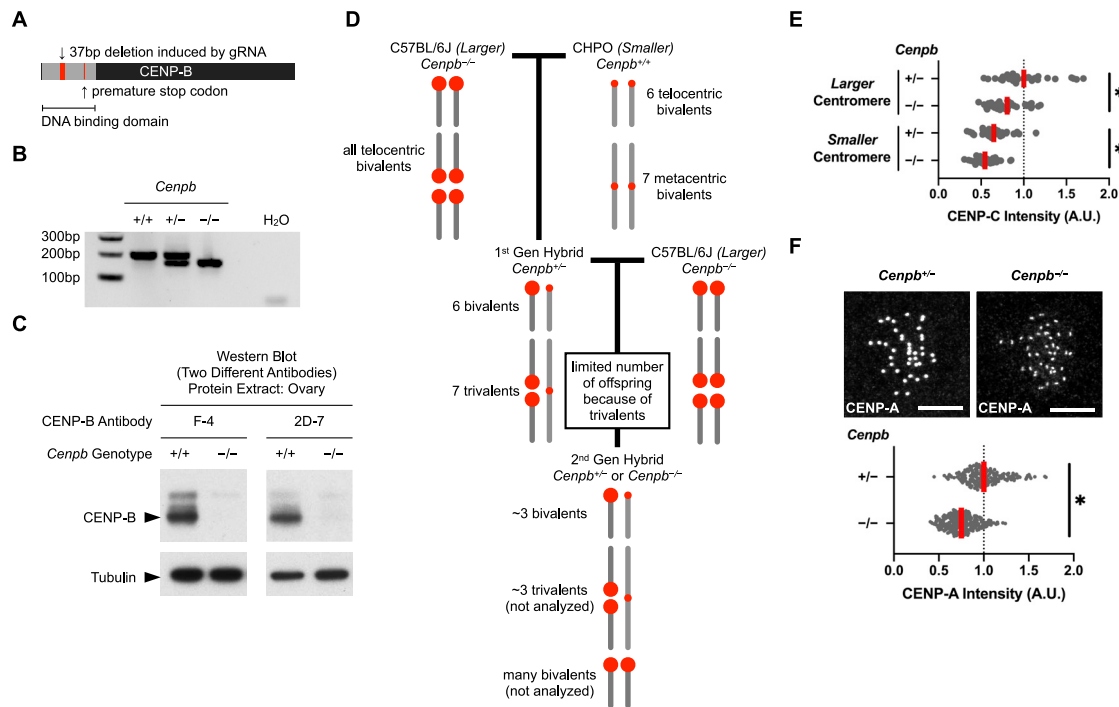 A
↓ 37bp deletion induced by gRNA
CENP-B
↑ premature stop codon
DNA binding domain
B
Cenpb
+/+ +/− −/− H₂O
300bp
200bp
100bp
C
Western Blot
(Two Different Antibodies)
Protein Extract: Ovary
CENP-B Antibody F-4 2D-7
Cenpb Genotype +/+ −/− +/+ −/−
CENP-B
Tubulin
D
C57BL/6J (Larger)
Cenpb−/−
CHPO (Smaller)
Cenpb+/+
6 telocentric
bivalents
all telocentric
bivalents
7 metacentric
bivalents
1st Gen Hybrid
Cenpb+/−
C57BL/6J (Larger)
Cenpb−/−
6 bivalents
7 trivalents
limited number
of offspring
because of
trivalents
2nd Gen Hybrid
Cenpb+/− or Cenpb−/−
~3 bivalents
~3 trivalents
(not analyzed)
many bivalents
(not analyzed)
E
Cenpb
Larger
Centromere
+/−
−/−
*
Smaller
Centromere
+/−
−/−
*
0.0 0.5 1.0 1.5 2.0
CENP-C Intensity (A.U.)
F
Cenpb+/− Cenpb−/−
CENP-A CENP-A
Cenpb
+/−
−/−
*
0.0 0.5 1.0 1.5 2.0
CENP-A Intensity (A.U.)